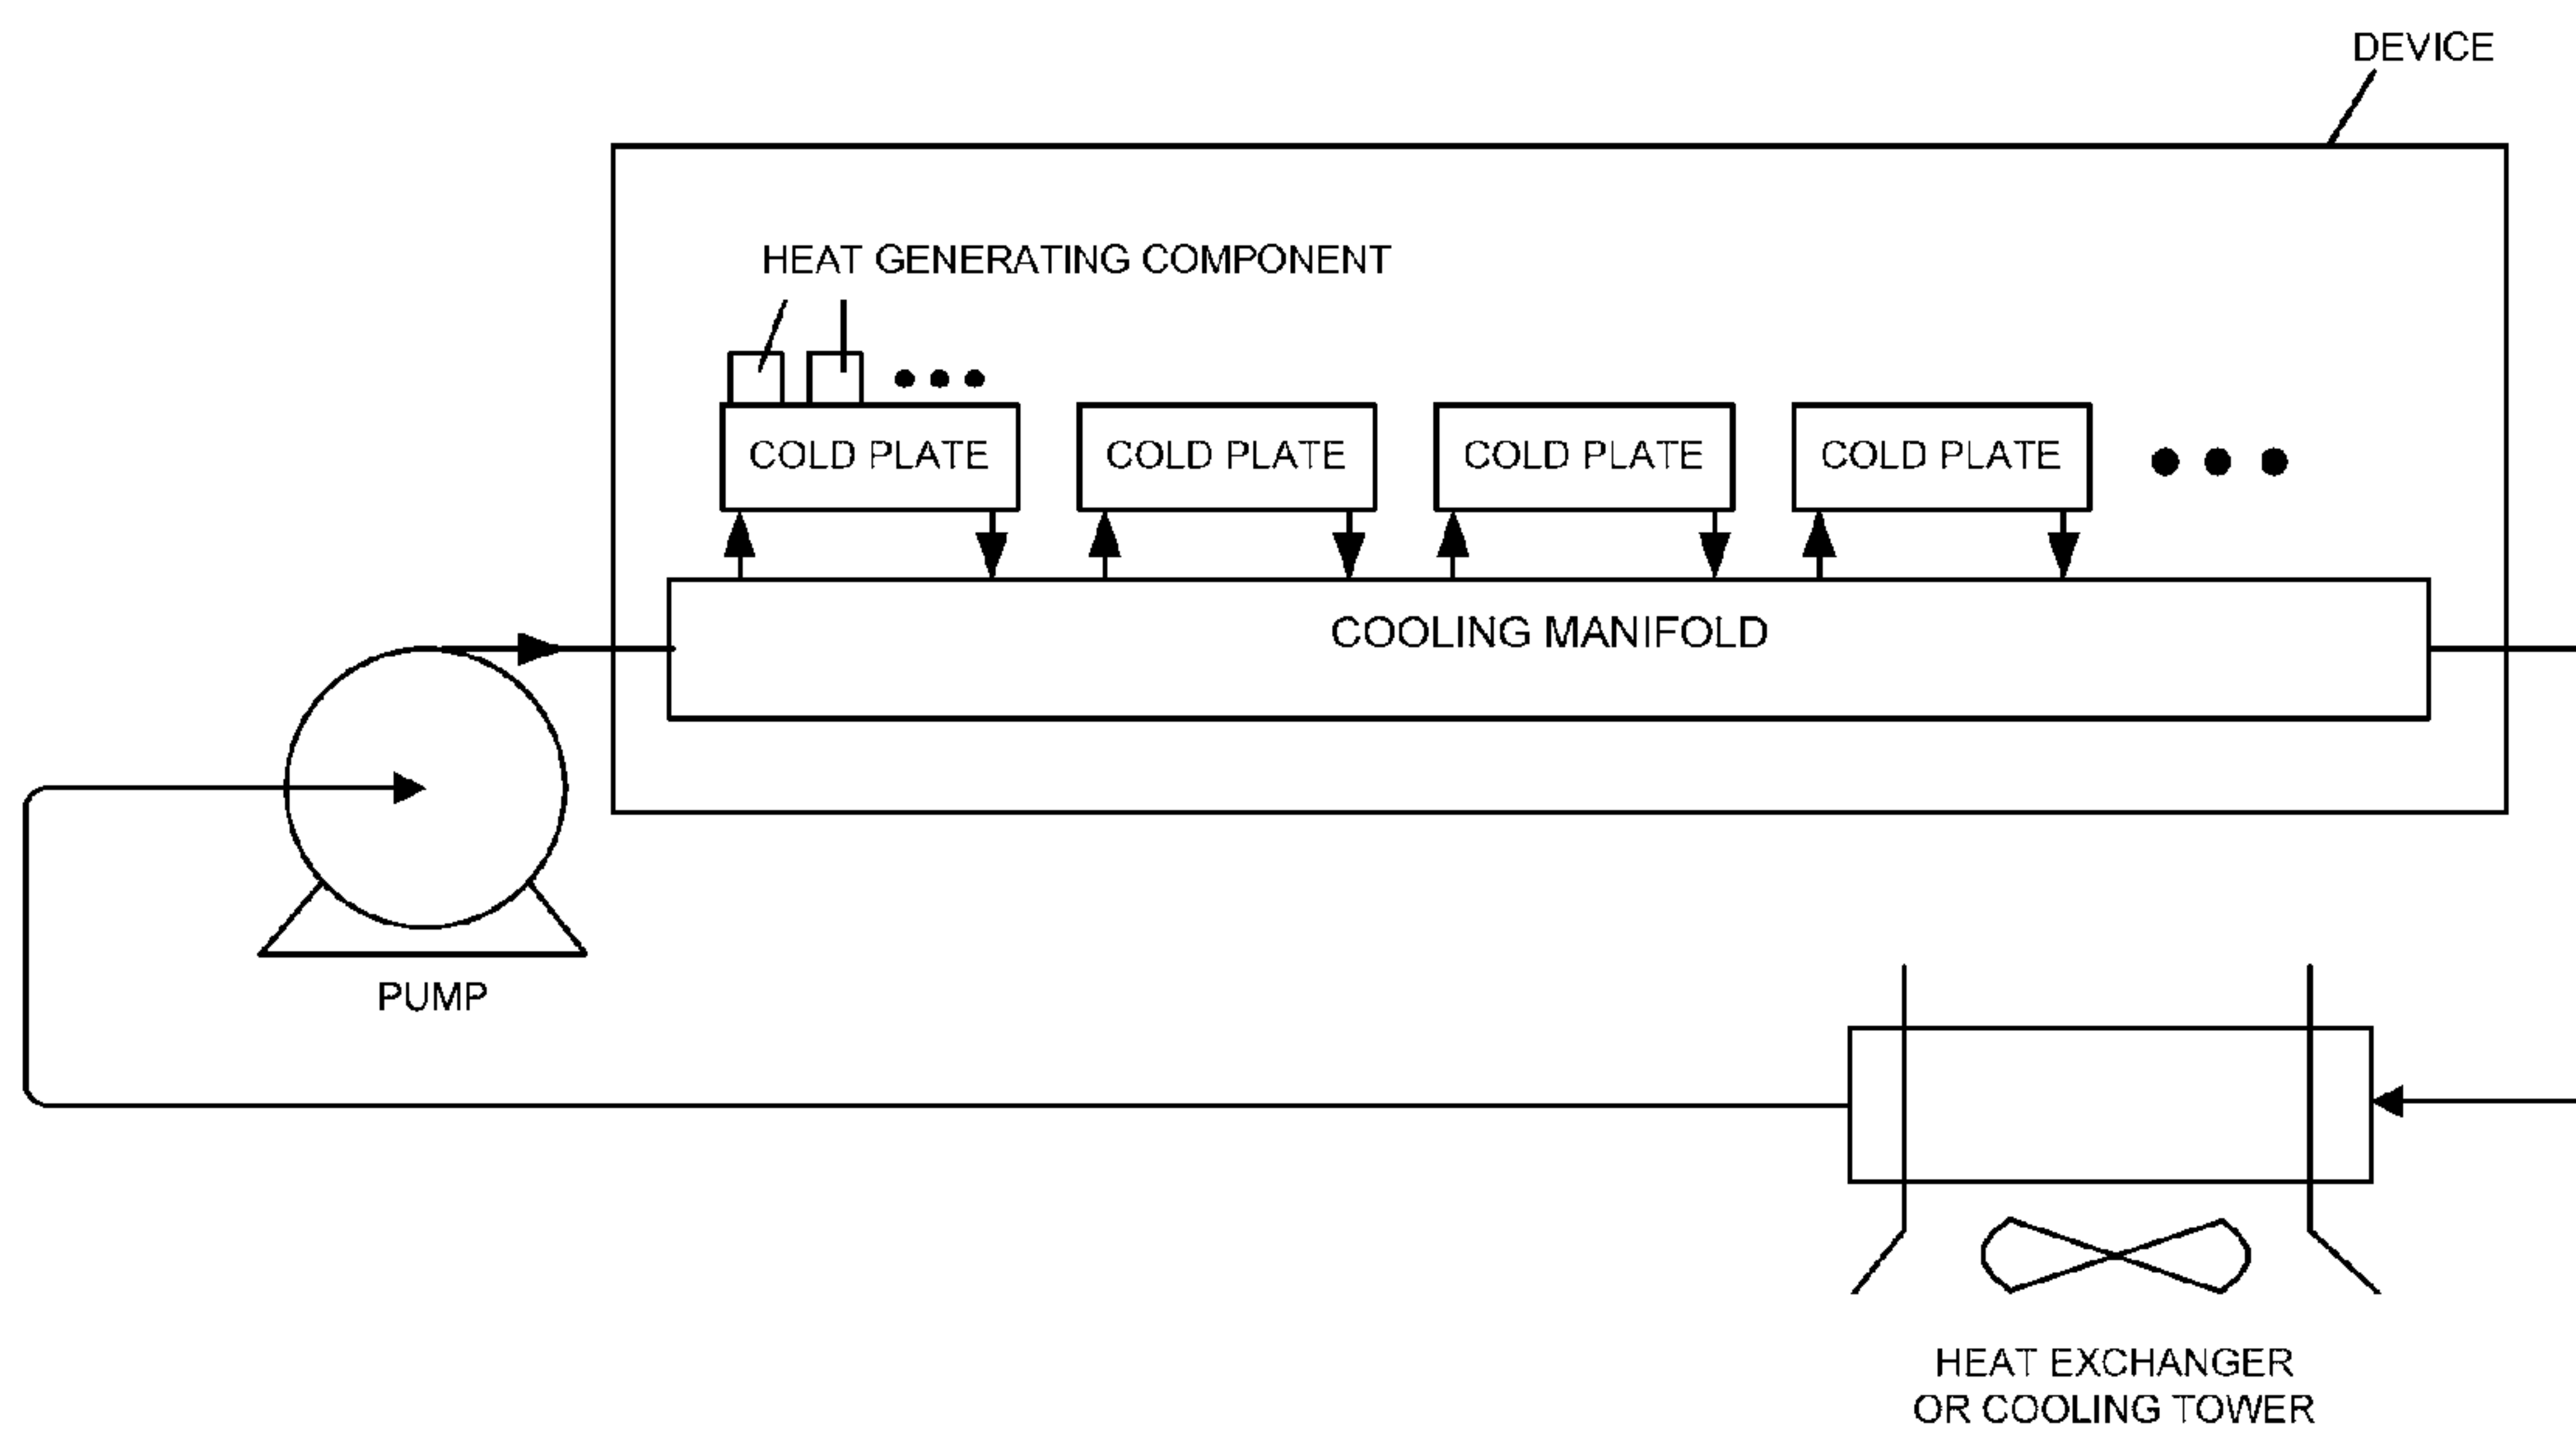 DEVICE
HEAT GENERATING COMPONENT
COLD PLATE
COLD PLATE
COLD PLATE
COLD PLATE
COOLING MANIFOLD
PUMP
HEAT EXCHANGER
OR COOLING TOWER